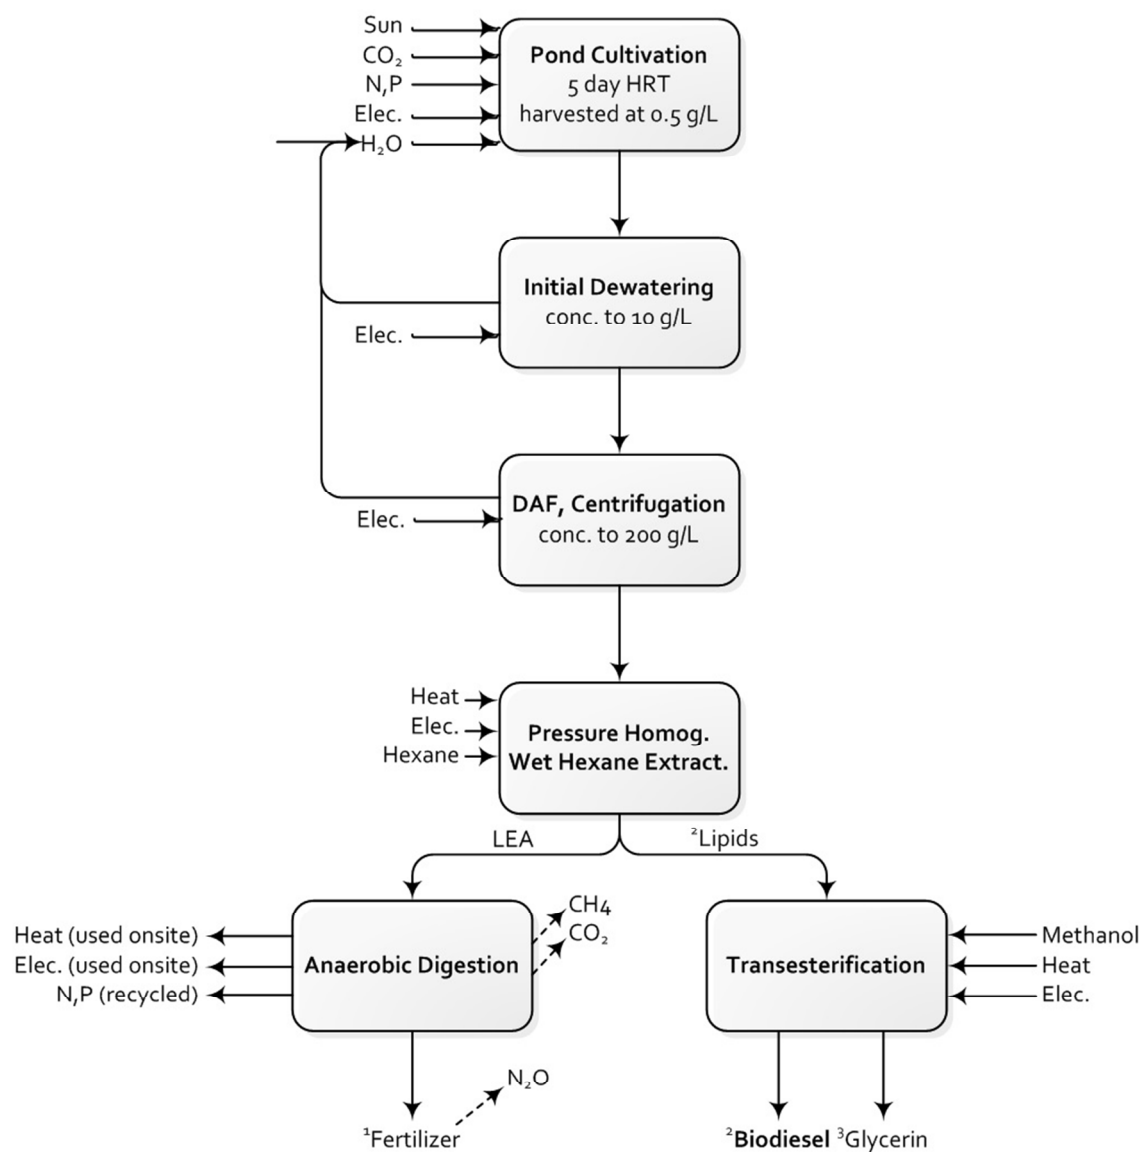 Sun
CO₂
N,P
Elec.
H₂O
Pond Cultivation
5 day HRT
harvested at 0.5 g/L
Initial Dewatering
conc. to 10 g/L
Elec.
DAF, Centrifugation
conc. to 200 g/L
Elec.
Heat
Elec.
Hexane
Pressure Homog.
Wet Hexane Extract.
LEA
²Lipids
CH4
CO₂
Heat (used onsite)
Elec. (used onsite)
N,P (recycled)
Anaerobic Digestion
Transesterification
Methanol
Heat
Elec.
N₂O
¹Fertilizer
²Biodiesel ³Glycerin